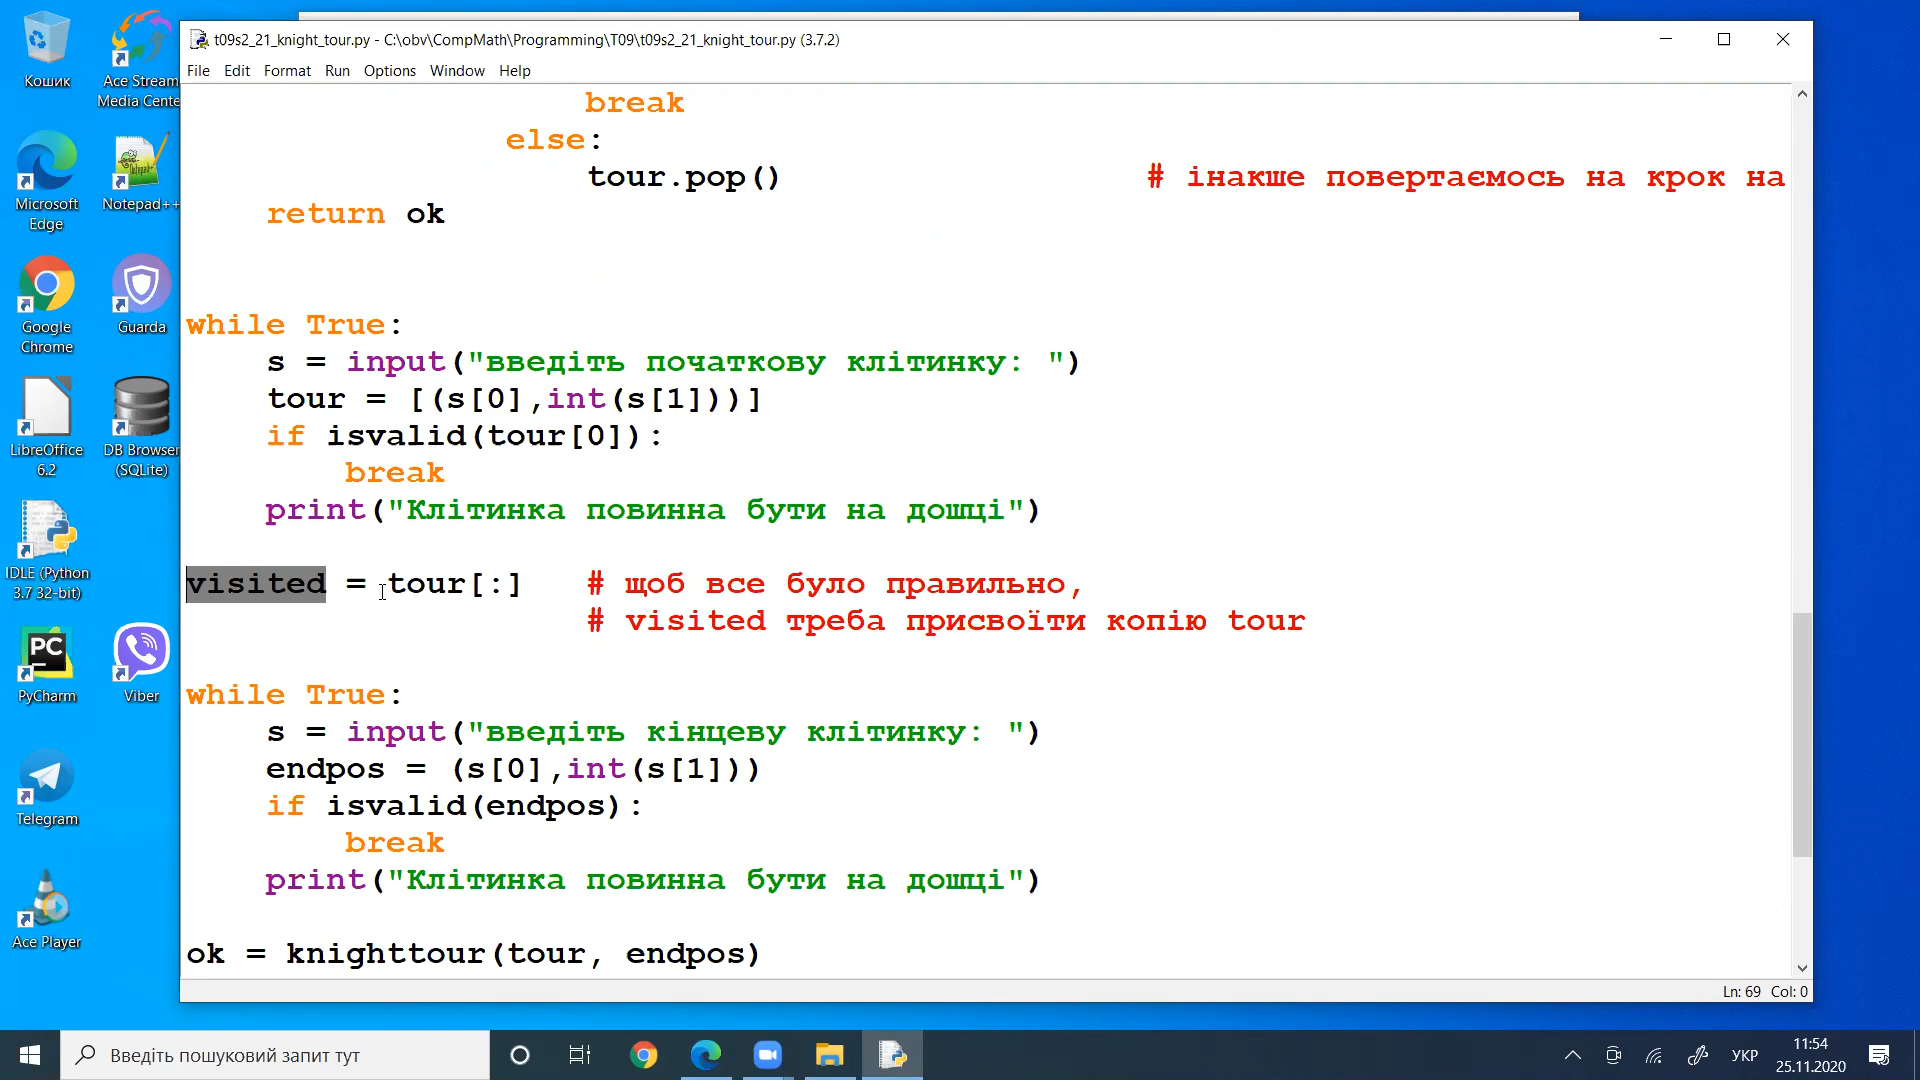 t09s2_21_knight_tour.py - C:\obv\CompMath\Programming\T09\t09s2_21_knight_tour.py (3.7.2)
File Edit Format Run Options Window Help
break
else:
tour.pop() # інакше повертаємось на крок на
return ok
while True:
s = input("введіть початкову клітинку: ")
tour = [(s[0],int(s[1]))]
if isvalid(tour[0]):
break
print("Клітинка повинна бути на дошці")
visited = tour[:] # щоб все було правильно,
# visited треба присвоїти копію tour
while True:
s = input("введіть кінцеву клітинку: ")
endpos = (s[0],int(s[1]))
if isvalid(endpos):
break
print("Клітинка повинна бути на дошці")
ok = knighttour(tour, endpos)
Ln: 69 Col: 0
Кошик
Ace Stream
Media Cente
Microsoft
Edge
Notepad++
Google
Chrome
Guarda
LibreOffice
6.2
DB Browser
(SQLite)
IDLE (Python
3.7 32-bit)
PC
PyCharm
Viber
Telegram
Ace Player
Введіть пошуковий запит тут
УКР
11:54
25.11.2020